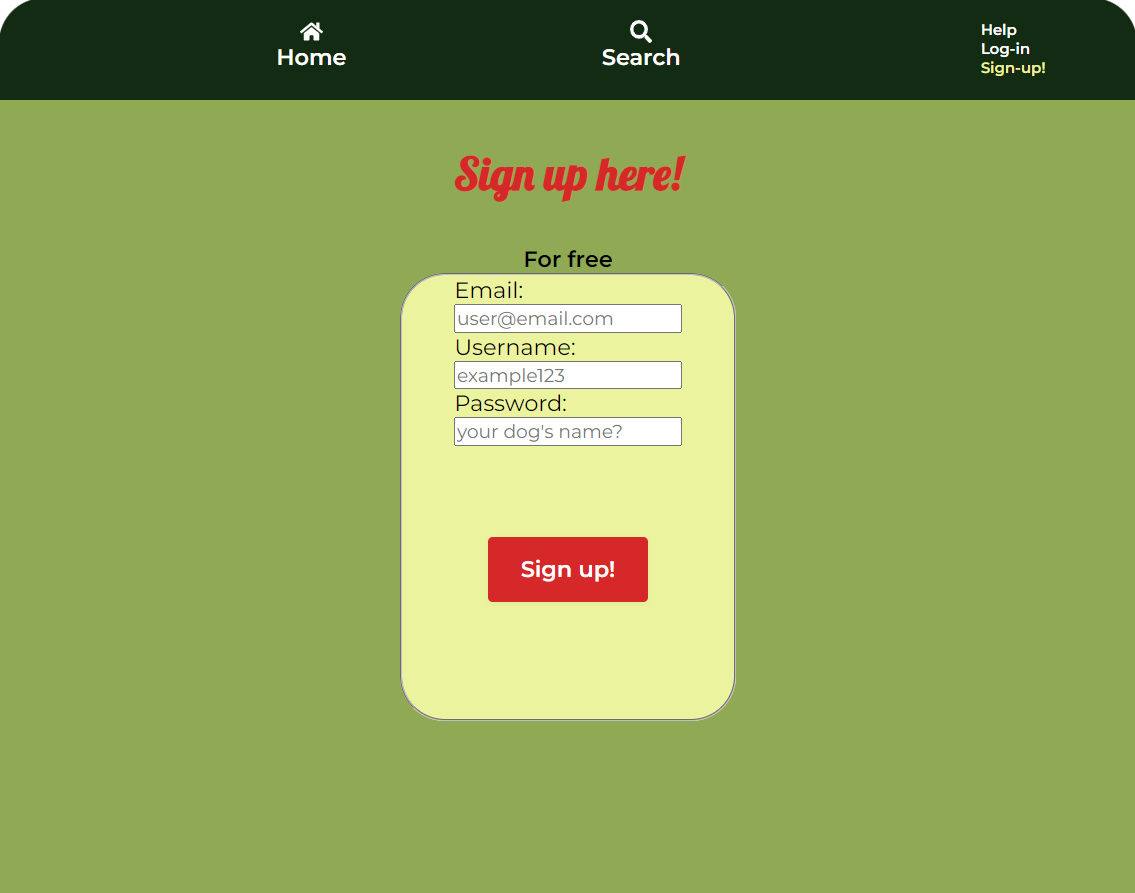 Home
Search
Help
Log-in
Sign-up!
Sign up here!
For free
Email:
user@email.com
Username:
example123
Password:
your dog's name?
Sign up!